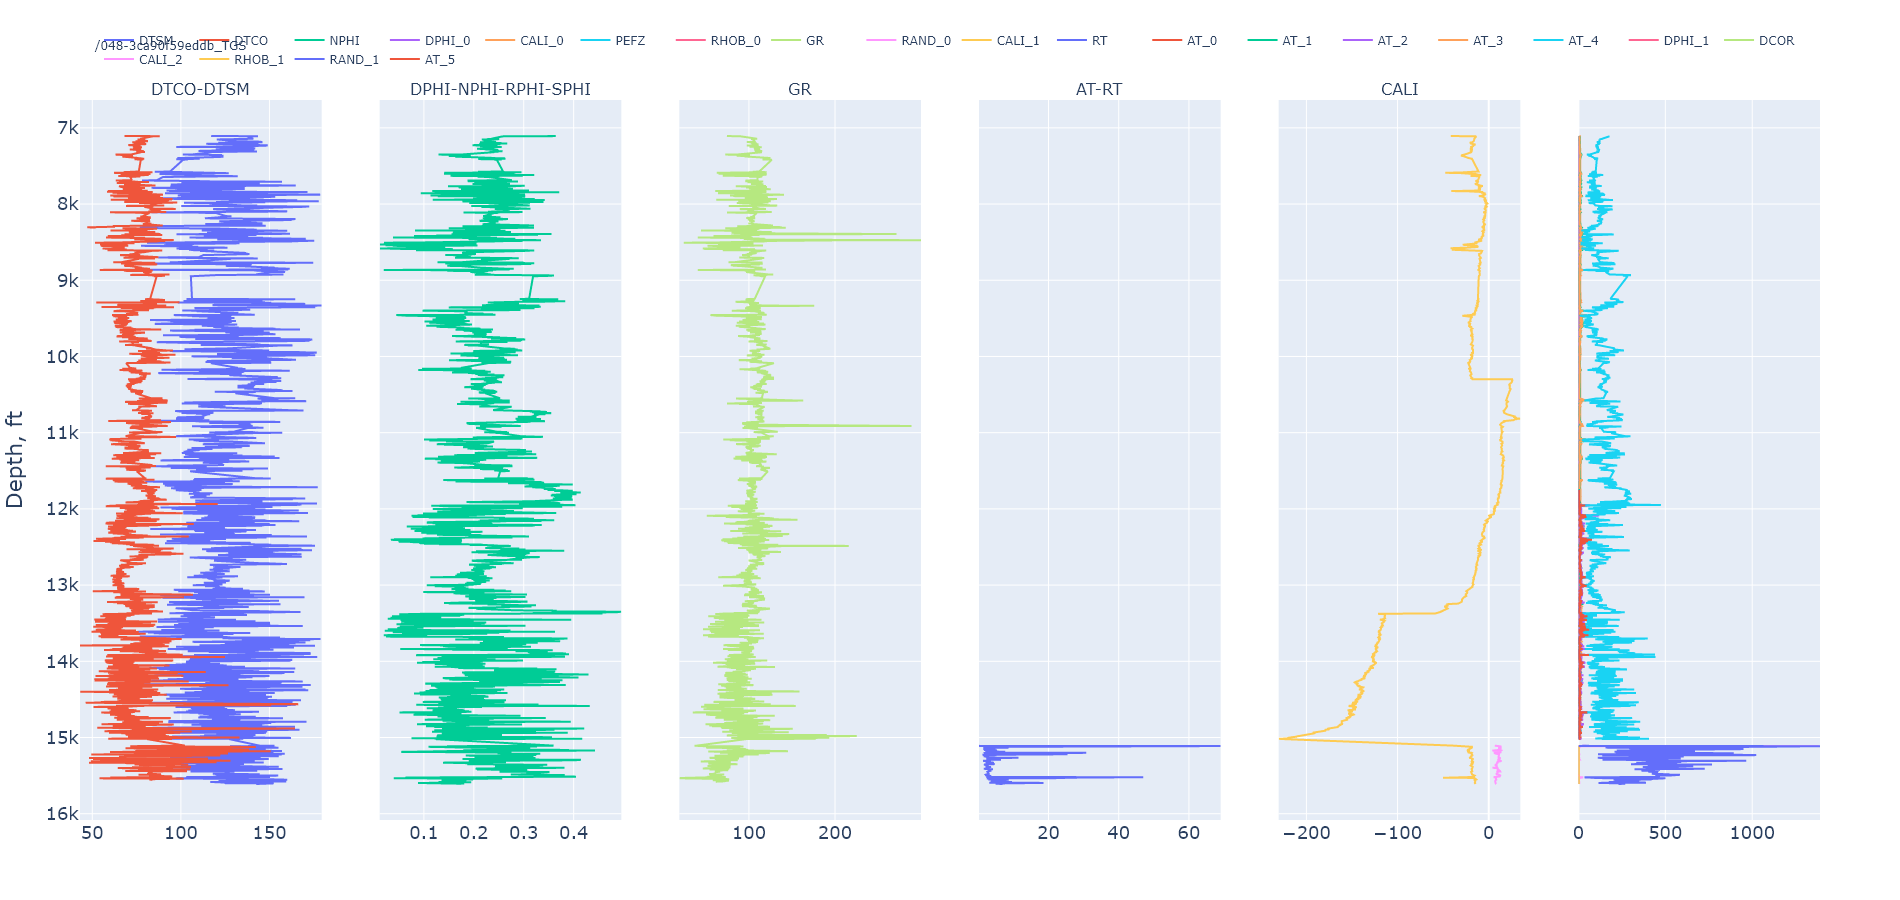 DTSM DTCO NPHI DPHI_0 CALI_0 PEFZ RHOB_0 GR RAND_0 CALI_1 RT AT_0 AT_1 AT_2 AT_3 AT_4 DPHI_1 DCOR
/048-3ca90f59eddb_TGS
CALI_2 RHOB_1 RAND_1 AT_5
DTCO-DTSM DPHI-NPHI-RPHI-SPHI GR AT-RT CALI
7k
8k
9k
10k
11k
12k
13k
14k
15k
16k
Depth, ft
50 100 150 0.1 0.2 0.3 0.4 100 200 20 40 60 −200 −100 0 0 500 1000